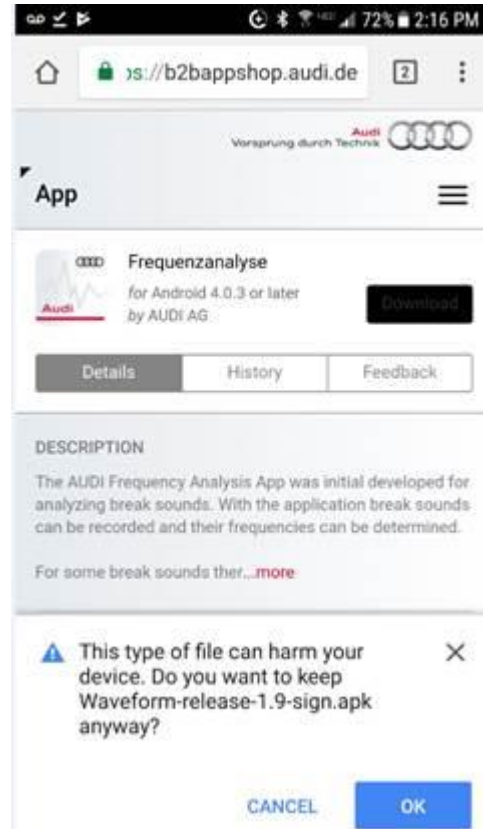 72% 2:16 PM
ps://b2bappshop.audi.de 2
Audi
Vorsprung durch Technik
App
Frequenzanalyse
for Android 4.0.3 or later
by AUDI AG
Audi
Download
Details History Feedback
DESCRIPTION
The AUDI Frequency Analysis App was initial developed for
analyzing break sounds. With the application break sounds
can be recorded and their frequencies can be determined.
For some break sounds ther...more
This type of file can harm your
device. Do you want to keep
Waveform-release-1.9-sign.apk
anyway?
CANCEL OK